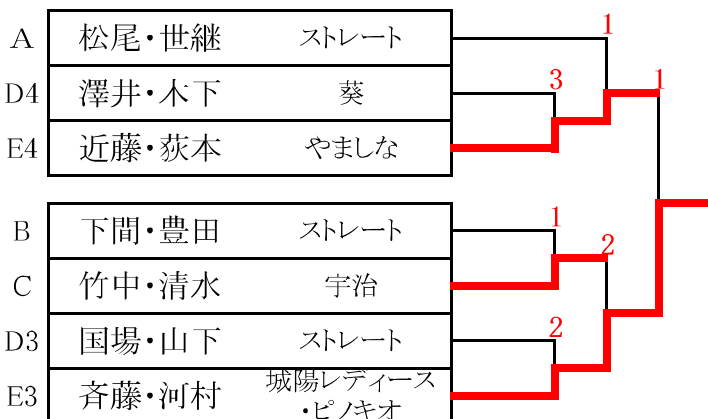 A 松尾・世継 ストレート 1
D4 澤井・木下 葵 3 1
E4 近藤・荻本 やましな
B 下間・豊田 ストレート 1
C 竹中・清水 宇治 2
D3 国場・山下 ストレート 2
E3 斉藤・河村 城陽レディース
・ピノキオ